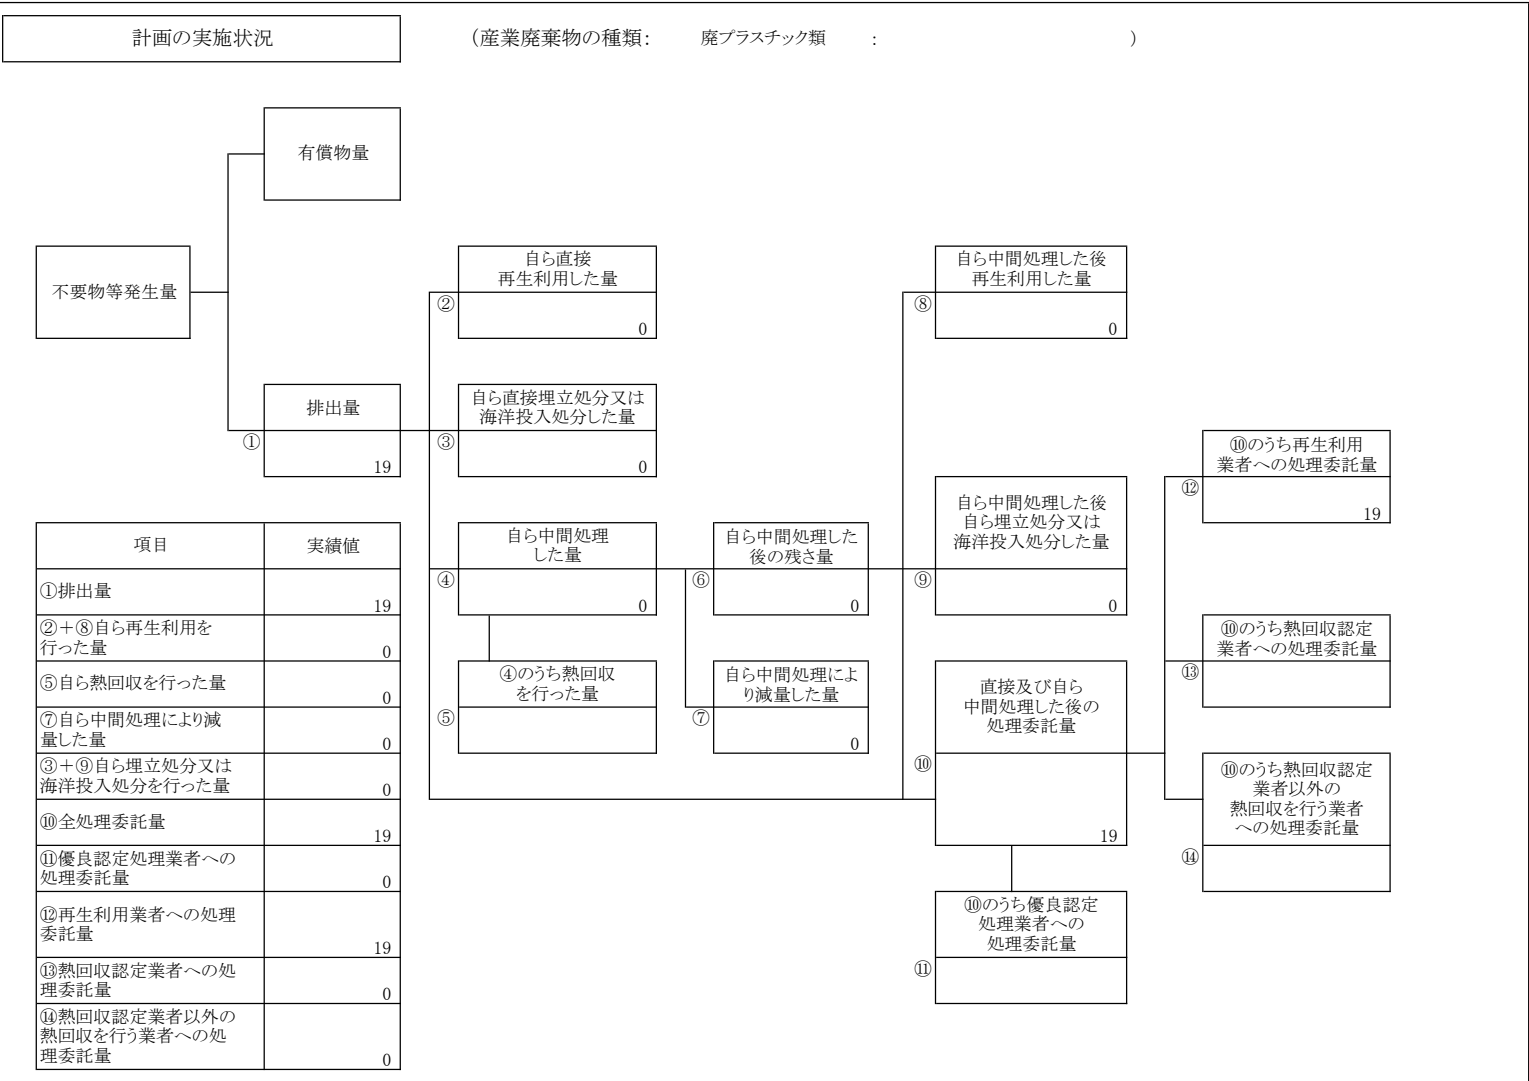 計画の実施状況
(産業廃棄物の種類: 廃プラスチック類 : )
有償物量
不要物等発生量
自ら直接
再生利用した量
②
0
自ら中間処理した後
再生利用した量
⑧
0
排出量
①
19
自ら直接埋立処分又は
海洋投入処分した量
③
0
⑩のうち再生利用
業者への処理委託量
⑫
19
自ら中間処理
した量
④
0
自ら中間処理した
後の残さ量
⑥
0
自ら中間処理した後
自ら埋立処分又は
海洋投入処分した量
⑨
0
⑩のうち熱回収認定
業者への処理委託量
⑬
④のうち熱回収
を行った量
⑤
自ら中間処理によ
り減量した量
⑦
0
直接及び自ら
中間処理した後の
処理委託量
⑩
19
⑩のうち熱回収認定
業者以外の
熱回収を行う業者
への処理委託量
⑭
⑩のうち優良認定
処理業者への
処理委託量
⑪
項目 実績値
①排出量
19
②+⑧自ら再生利用を
行った量
0
⑤自ら熱回収を行った量
0
⑦自ら中間処理により減
量した量
0
③+⑨自ら埋立処分又は
海洋投入処分を行った量
0
⑩全処理委託量
19
⑪優良認定処理業者への
処理委託量
0
⑫再生利用業者への処理
委託量
19
⑬熱回収認定業者への処
理委託量
0
⑭熱回収認定業者以外の
熱回収を行う業者への処
理委託量
0